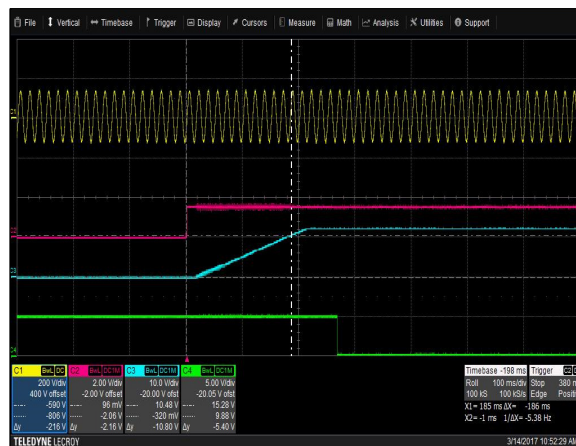 File Vertical Timebase Trigger Display Cursors Measure Math Analysis Utilities Support
C1
C2
C3
C4
C1 BwL DC C2 BwL DC1M C3 BwL DC1M C4 BwL DC1M
200 V/div 2.00 V/div 10.0 V/div 5.00 V/div
400 V offset -2.00 V offset -20.00 V ofst -20.05 V ofst
-590 V 96 mV 10.48 V 15.28 V
-806 V -2.06 V -320 mV 9.88 V
Δy -216 V Δy -2.16 V Δy -10.80 V Δy -5.40 V
Timebase -198 ms Trigger C2
Roll 100 ms/div Stop 380 m
100 kS 100 kS/s Edge Positi
X1= 185 ms ΔX= -186 ms
X2= -1 ms 1/ΔX= -5.38 Hz
TELEDYNE LECROY 3/14/2017 10:52:29 AM